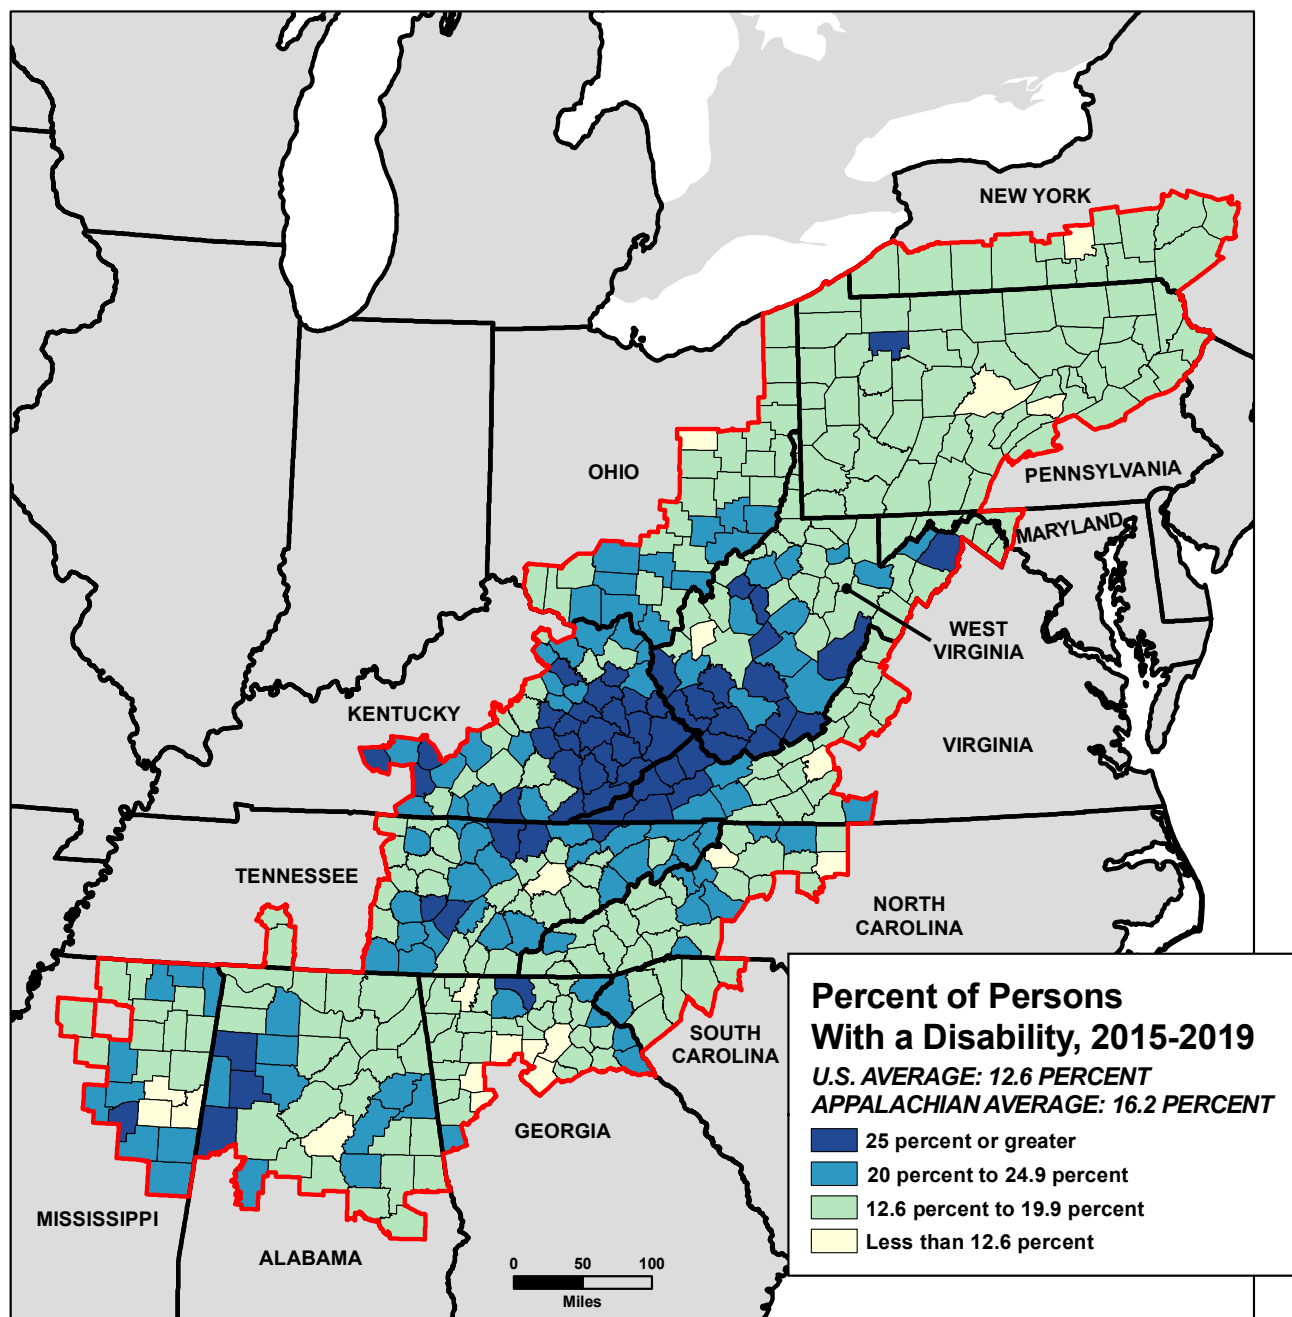 NEW YORK
OHIO
PENNSYLVANIA
MARYLAND
WEST
VIRGINIA
KENTUCKY
VIRGINIA
TENNESSEE
NORTH
CAROLINA
SOUTH
CAROLINA
GEORGIA
MISSISSIPPI
ALABAMA
Percent of Persons
With a Disability, 2015-2019
U.S. AVERAGE: 12.6 PERCENT
APPALACHIAN AVERAGE: 16.2 PERCENT
25 percent or greater
20 percent to 24.9 percent
12.6 percent to 19.9 percent
Less than 12.6 percent
0 50 100
Miles